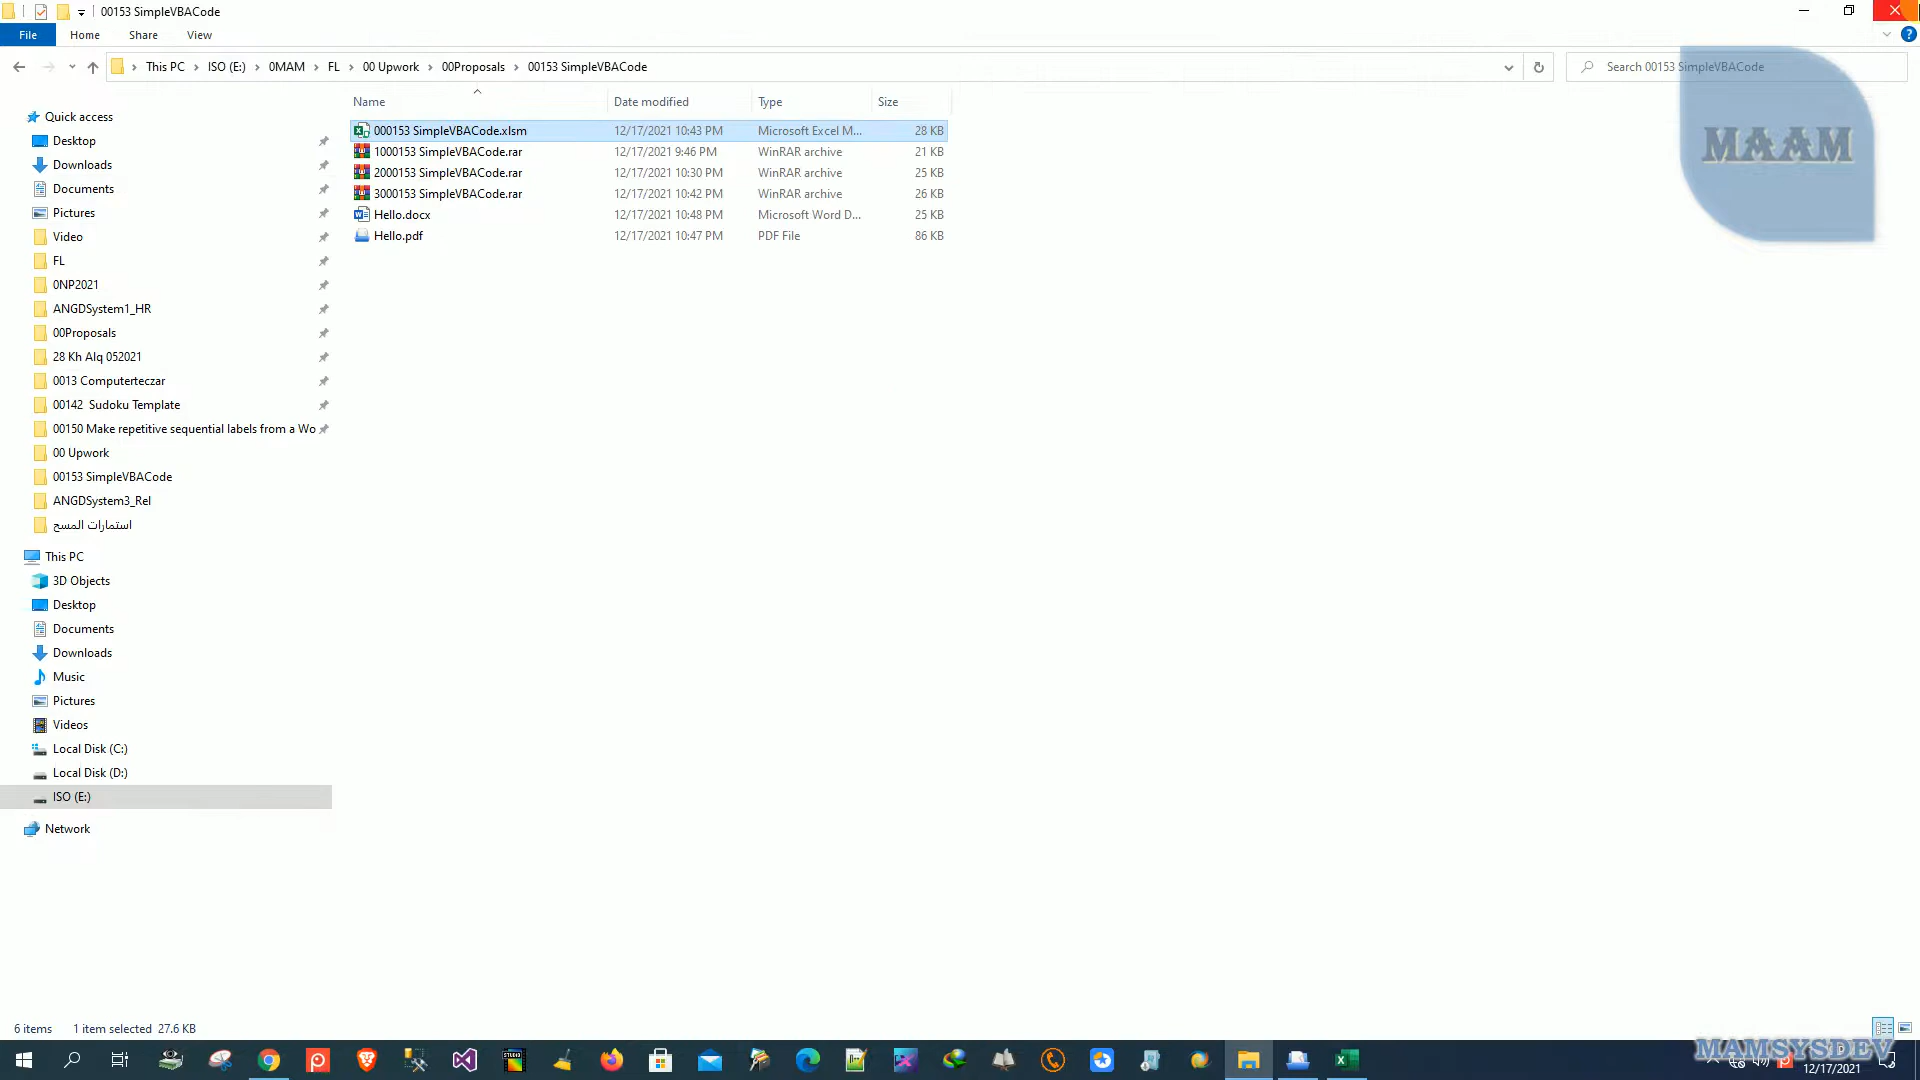 00153 SimpleVBACode
File Home Share View
This PC > ISO (E:) > 0MAM > FL > 00 Upwork > 00Proposals > 00153 SimpleVBACode
Search 00153 SimpleVBACode
MAAM
Name Date modified Type Size
000153 SimpleVBACode.xlsm 12/17/2021 10:43 PM Microsoft Excel M... 28 KB
1000153 SimpleVBACode.rar 12/17/2021 9:46 PM WinRAR archive 21 KB
2000153 SimpleVBACode.rar 12/17/2021 10:30 PM WinRAR archive 25 KB
3000153 SimpleVBACode.rar 12/17/2021 10:42 PM WinRAR archive 26 KB
Hello.docx 12/17/2021 10:48 PM Microsoft Word D... 25 KB
Hello.pdf 12/17/2021 10:47 PM PDF File 86 KB
Quick access
Desktop
Downloads
Documents
Pictures
Video
FL
0NP2021
ANGDSystem1_HR
00Proposals
28 Kh Alq 052021
0013 Computerteczar
00142 Sudoku Template
00150 Make repetitive sequential labels from a Wo
00 Upwork
00153 SimpleVBACode
ANGDSystem3_Rel
استمارات المسح
This PC
3D Objects
Desktop
Documents
Downloads
Music
Pictures
Videos
Local Disk (C:)
Local Disk (D:)
ISO (E:)
Network
6 items 1 item selected 27.6 KB
MAMSYSDEV
12/17/2021